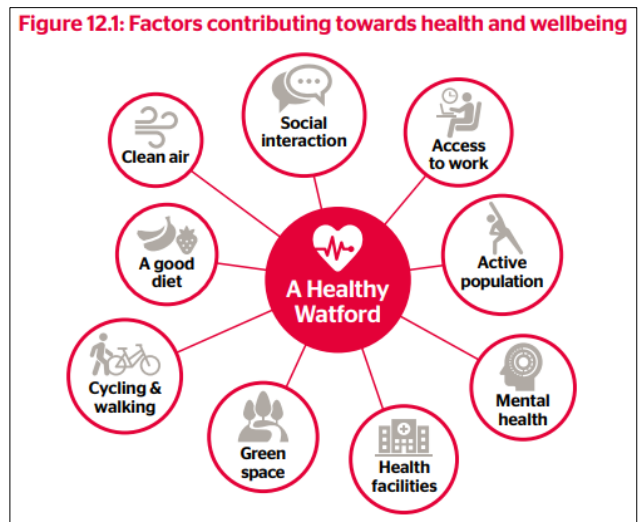 Figure 12.1: Factors contributing towards health and wellbeing
Social
interaction
Access
to work
Clean air
A good
diet
Active
population
A Healthy
Watford
Cycling &
walking
Mental
health
Green
space
Health
facilities